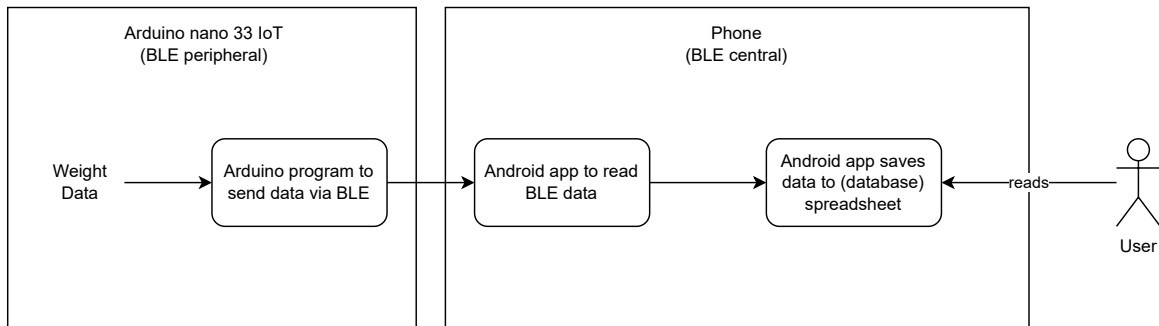 Arduino nano 33 IoT
(BLE peripheral)
Phone
(BLE central)
Weight
Data
Arduino program to
send data via BLE
Android app to read
BLE data
Android app saves
data to (database)
spreadsheet
reads
User